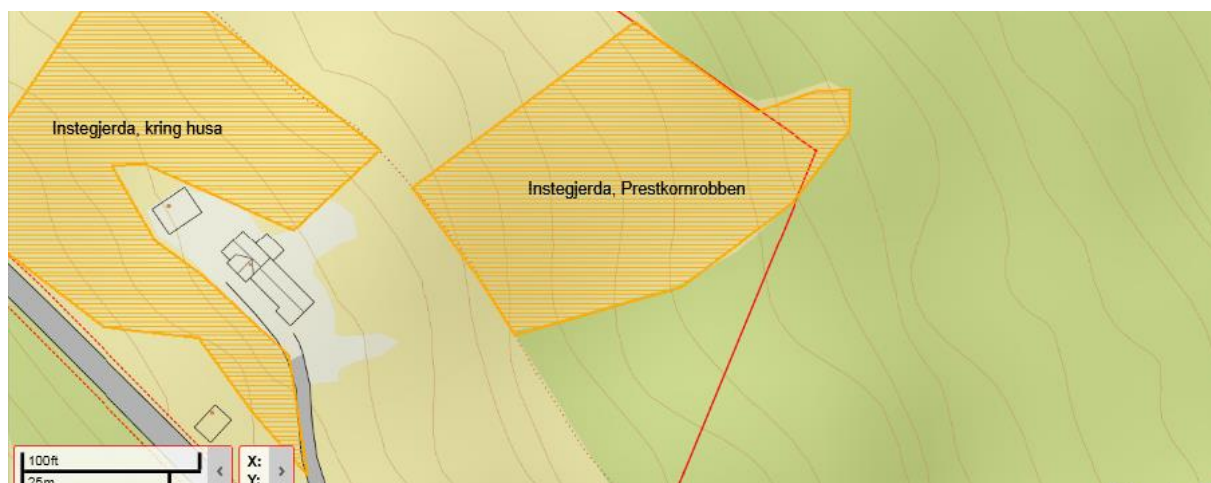 Instegjerda, kring husa
Instegjerda, Prestkornrobben
100ft
25m
X:
Y: